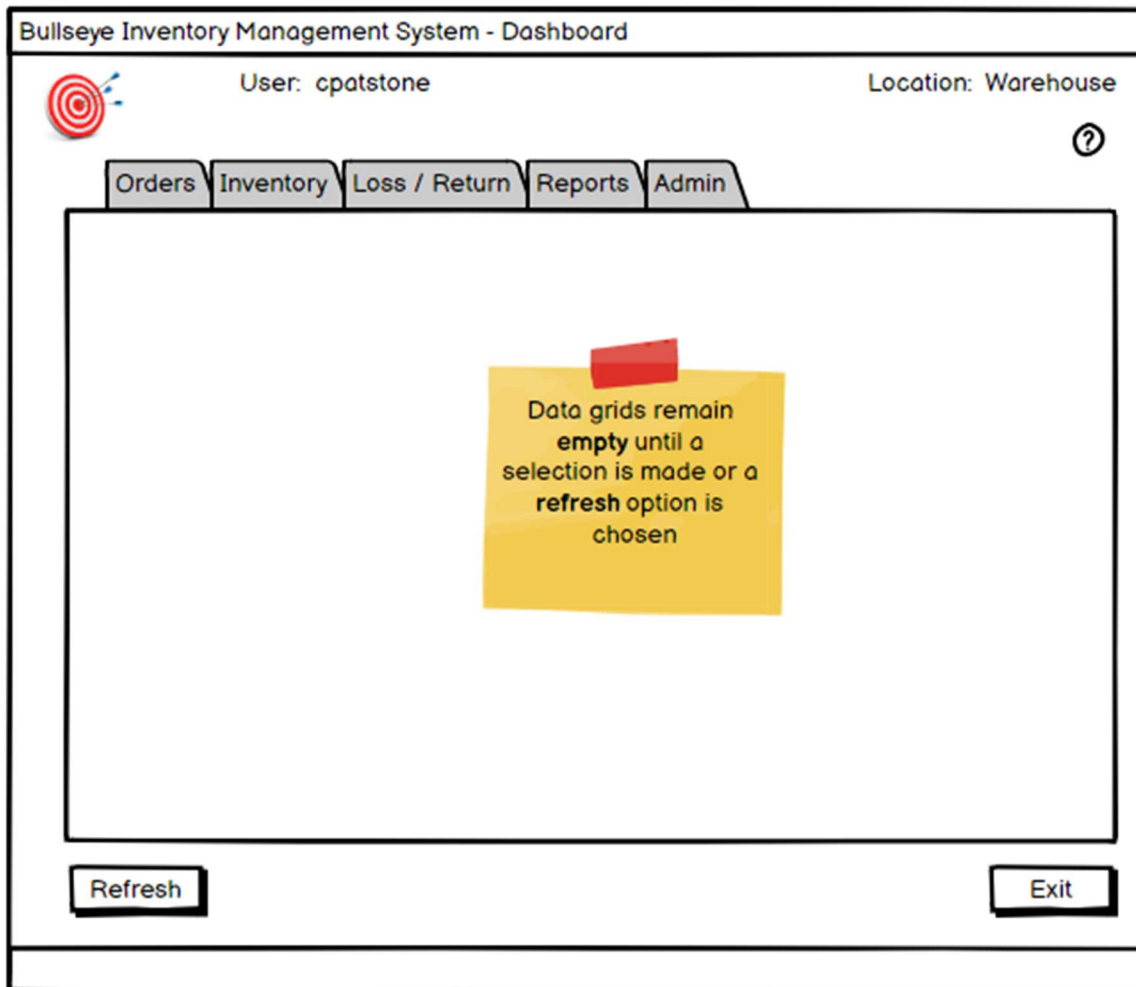 Bullseye Inventory Management System - Dashboard
User: cpatstone
Location: Warehouse
?
Orders
Inventory
Loss / Return
Reports
Admin
Data grids remain
empty until a
selection is made or a
refresh option is
chosen
Refresh
Exit